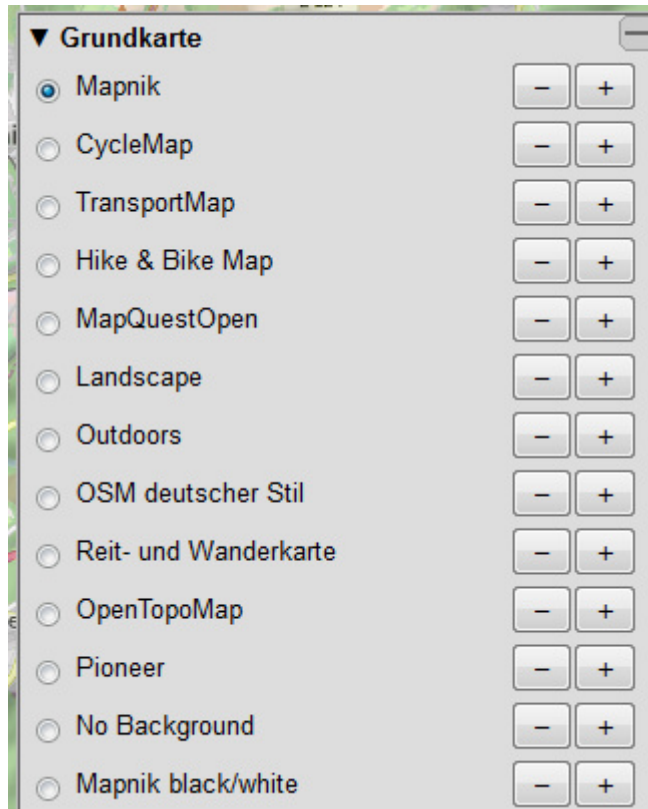 ▼ Grundkarte
Mapnik − +
CycleMap − +
TransportMap − +
Hike & Bike Map − +
MapQuestOpen − +
Landscape − +
Outdoors − +
OSM deutscher Stil − +
Reit- und Wanderkarte − +
OpenTopoMap − +
Pioneer − +
No Background − +
Mapnik black/white − +